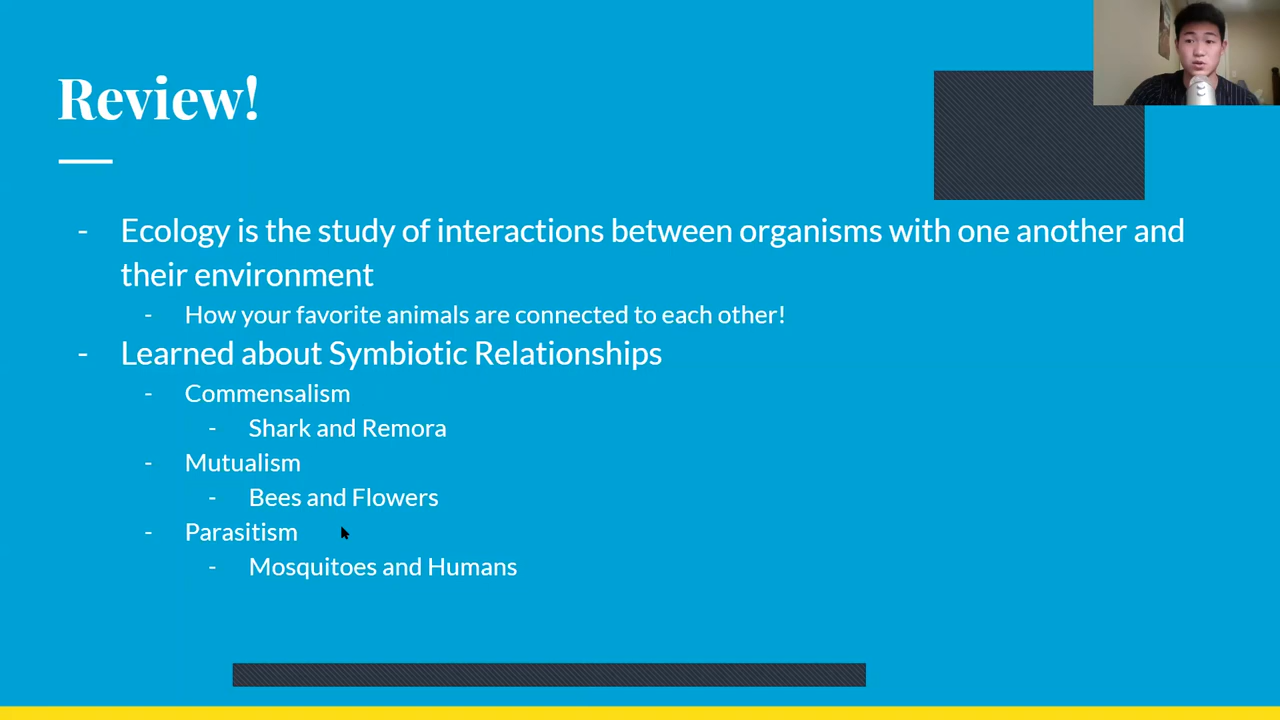 Review!
- Ecology is the study of interactions between organisms with one another and
their environment
- How your favorite animals are connected to each other!
- Learned about Symbiotic Relationships
- Commensalism
- Shark and Remora
- Mutualism
- Bees and Flowers
- Parasitism
- Mosquitoes and Humans